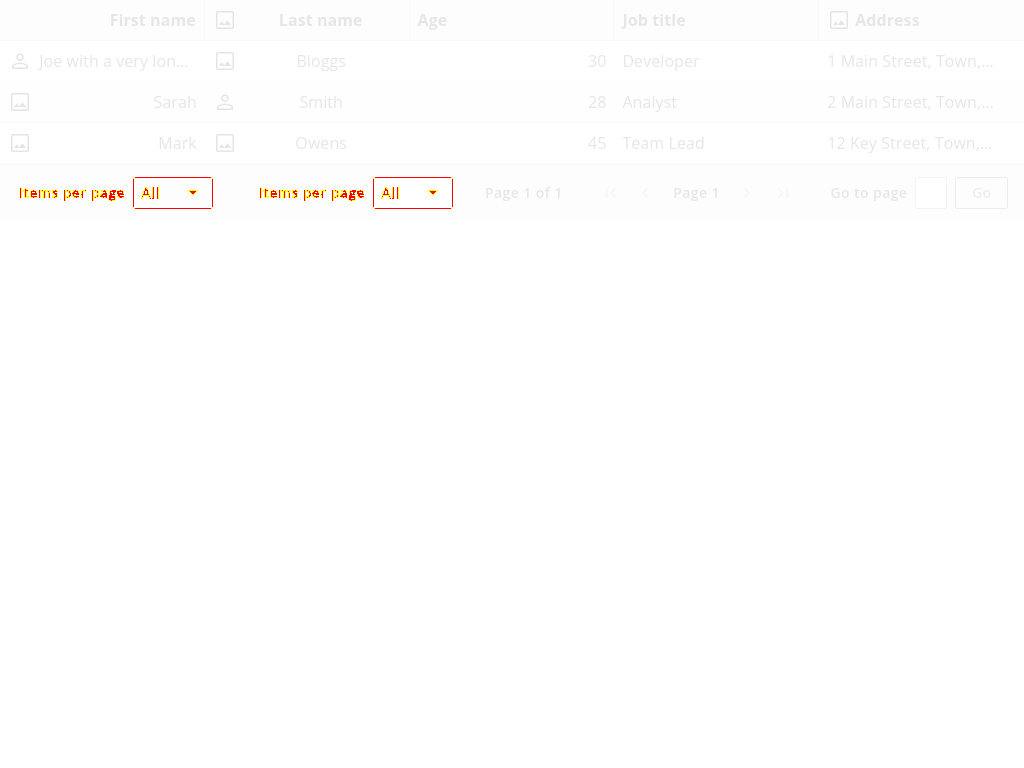 First name Last name Age Job title Address
Joe with a very lon... Bloggs 30 Developer 1 Main Street, Town,...
Sarah Smith 28 Analyst 2 Main Street, Town,...
Mark Owens 45 Team Lead 12 Key Street, Town,...
Items per page All Items per page All Page 1 of 1 Page 1 Go to page Go